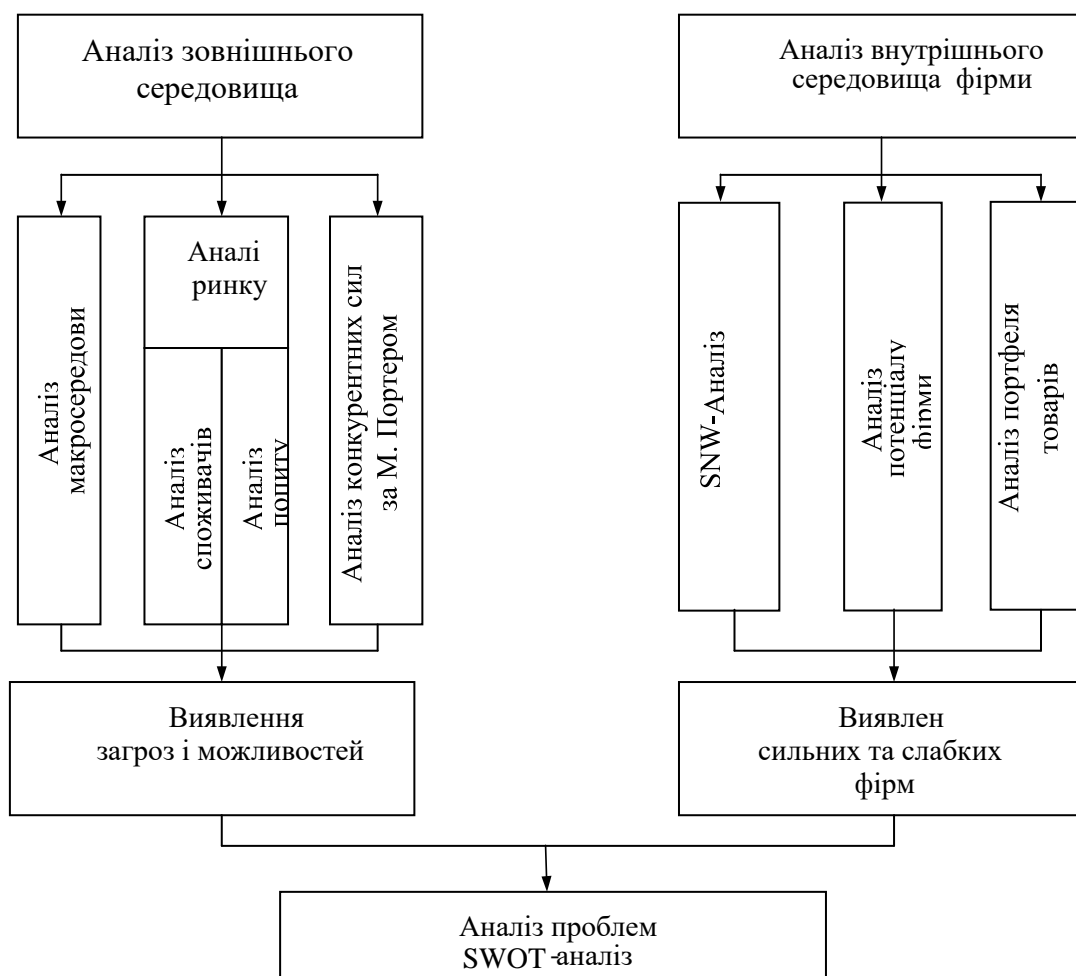 Аналіз зовнішнього
середовища
Аналіз внутрішнього
середовища фірми
Аналіз
макросередови
Аналі
ринку
Аналіз
споживачів
Аналіз
попиту
Аналіз конкурентних сил
за М. Портером
SNW-Аналіз
Аналіз
потенціалу
фірми
Аналіз портфеля
товарів
Виявлення
загроз і можливостей
Виявлен
сильних та слабких
фірм
Аналіз проблем
SWOT-аналіз